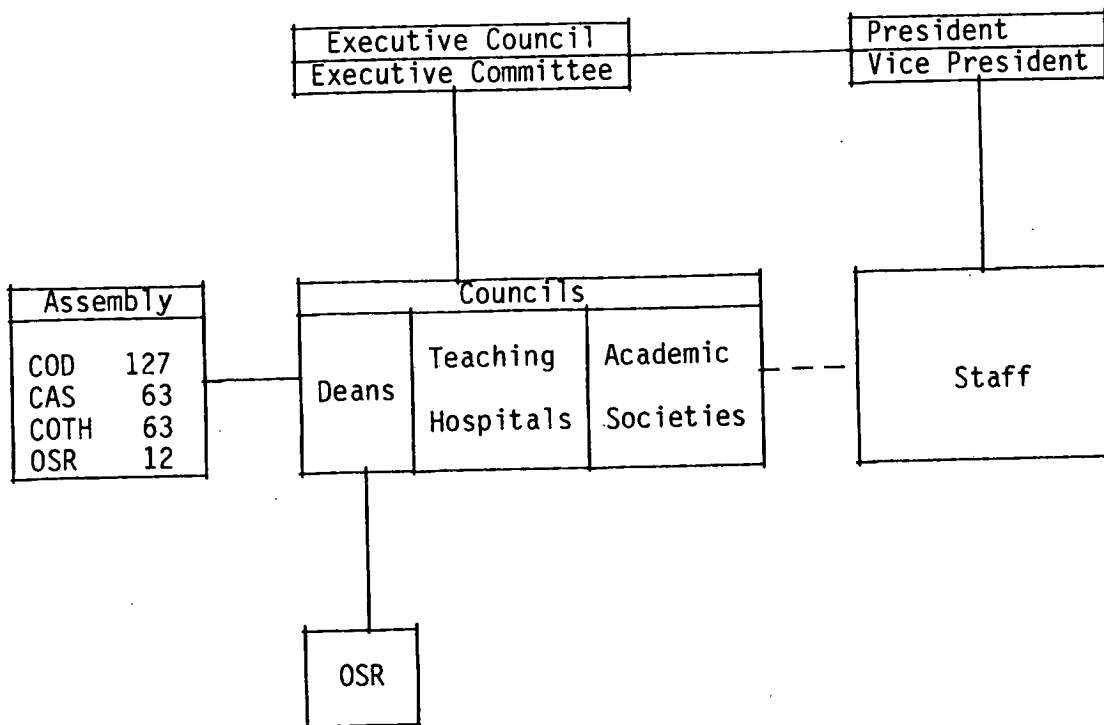 Executive Council
Executive Committee
President
Vice President
Assembly
COD 127
CAS 63
COTH 63
OSR 12
Councils
Deans
Teaching
Hospitals
Academic
Societies
Staff
OSR